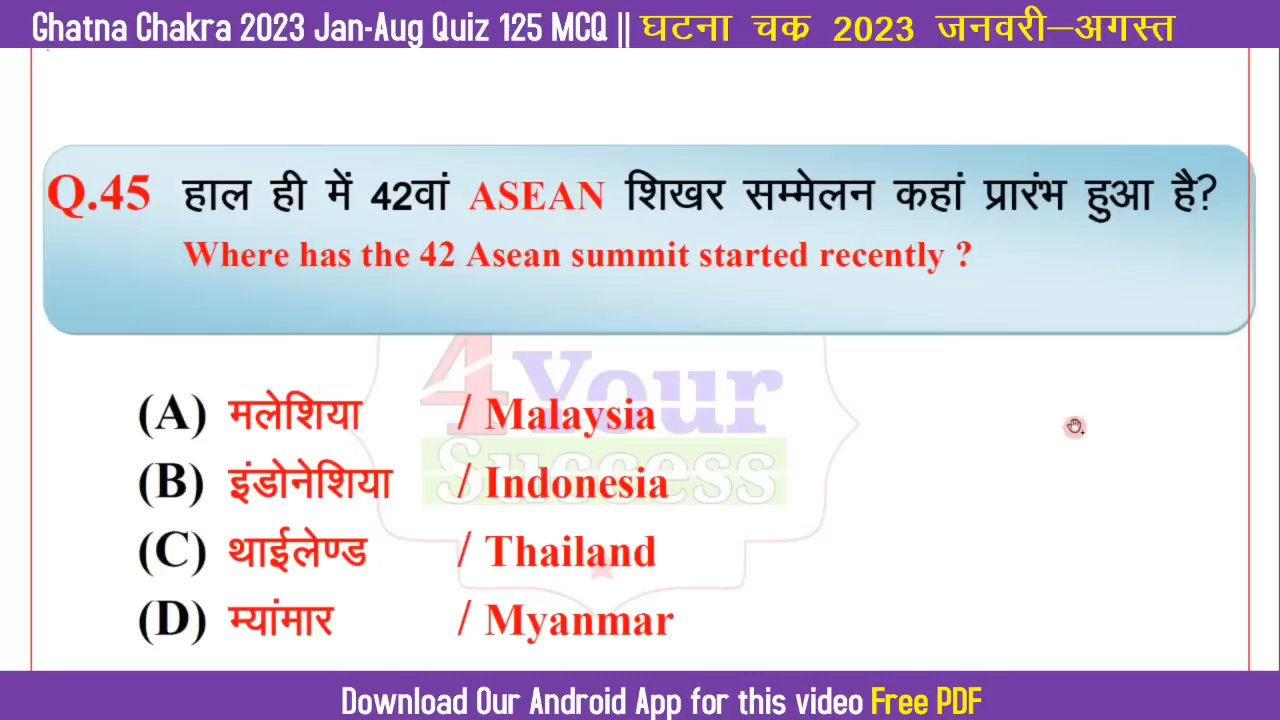 Ghatna Chakra 2023 Jan-Aug Quiz 125 MCQ || घटना चक्र 2023 जनवरी–अगस्त
Q.45 हाल ही में 42वां ASEAN शिखर सम्मेलन कहां प्रारंभ हुआ है?
Where has the 42 Asean summit started recently ?
4Your
Success
(A) मलेशिया / Malaysia
(B) इंडोनेशिया / Indonesia
(C) थाईलेण्ड / Thailand
(D) म्यांमार / Myanmar
Download Our Android App for this video Free PDF